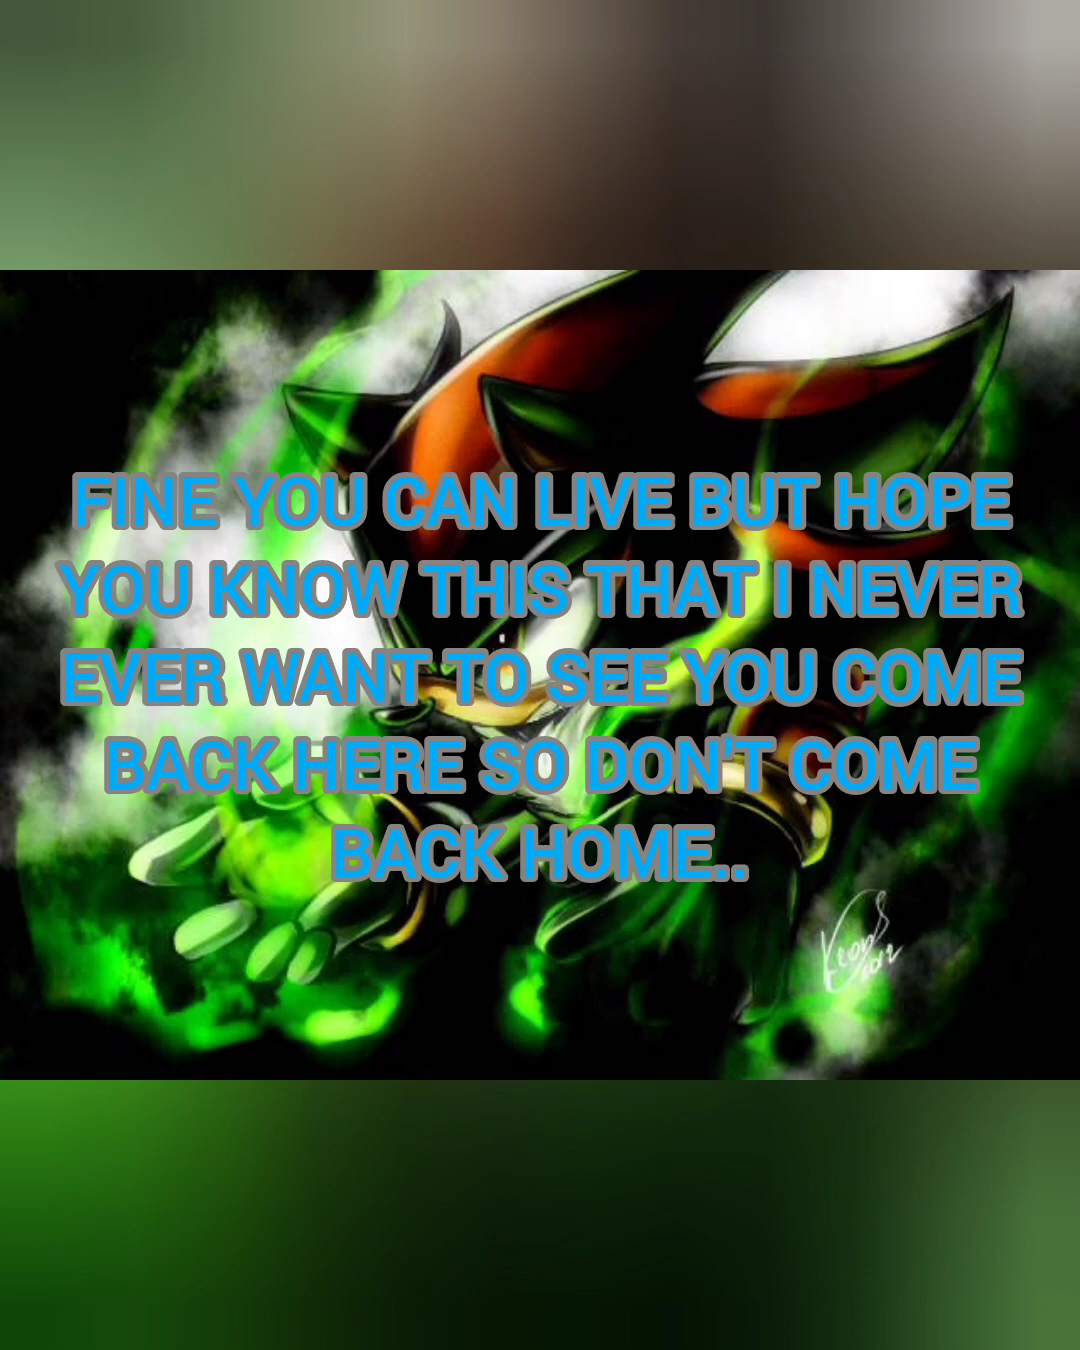 FINE YOU CAN LIVE BUT HOPE
YOU KNOW THIS THAT I NEVER
EVER WANT TO SEE YOU COME
BACK HERE SO DON'T COME
BACK HOME..
2012